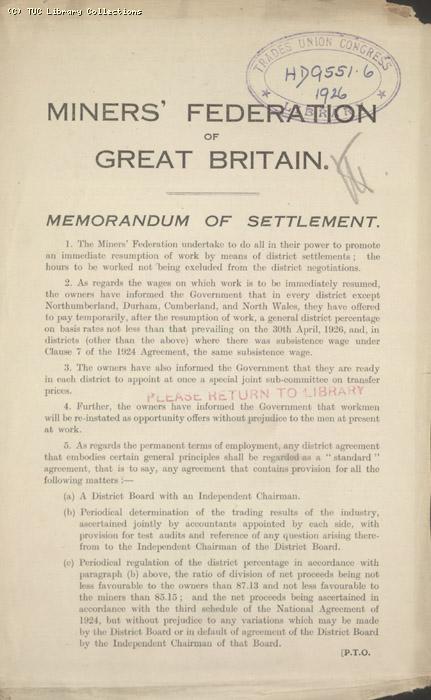 (C) TUC Library Collections
TRADES UNION CONGRESS
HD9551.6
1926
LIBRARY
MINERS' FEDERATION
OF
GREAT BRITAIN.
MEMORANDUM OF SETTLEMENT.
1. The Miners' Federation undertake to do all in their power to promote
an immediate resumption of work by means of district settlements; the
hours to be worked not being excluded from the district negotiations.
2. As regards the wages on which work is to be immediately resumed,
the owners have informed the Government that in every district except
Northumberland, Durham, Cumberland, and North Wales, they have offered
to pay temporarily, after the resumption of work, a general district percentage
on basis rates not less than that prevailing on the 30th April, 1926, and, in
districts (other than the above) where there was subsistence wage under
Clause 7 of the 1924 Agreement, the same subsistence wage.
3. The owners have also informed the Government that they are ready
in each district to appoint at once a special joint sub-committee on transfer
prices.
PLEASE RETURN TO LIBRARY
4. Further, the owners have informed the Government that workmen
will be re-instated as opportunity offers without prejudice to the men at present
at work.
5. As regards the permanent terms of employment, any district agreement
that embodies certain general principles shall be regarded as a "standard"
agreement, that is to say, any agreement that contains provision for all the
following matters:—
(a) A District Board with an Independent Chairman.
(b) Periodical determination of the trading results of the industry,
ascertained jointly by accountants appointed by each side, with
provision for test audits and reference of any question arising there-
from to the Independent Chairman of the District Board.
(c) Periodical regulation of the district percentage in accordance with
paragraph (b) above, the ratio of division of net proceeds being not
less favourable to the owners than 87.13 and not less favourable to
the miners than 85.15; and the net proceeds being ascertained in
accordance with the third schedule of the National Agreement of
1924, but without prejudice to any variations which may be made
by the District Board or in default of agreement of the District Board
by the Independent Chairman of that Board.
[P.T.O.